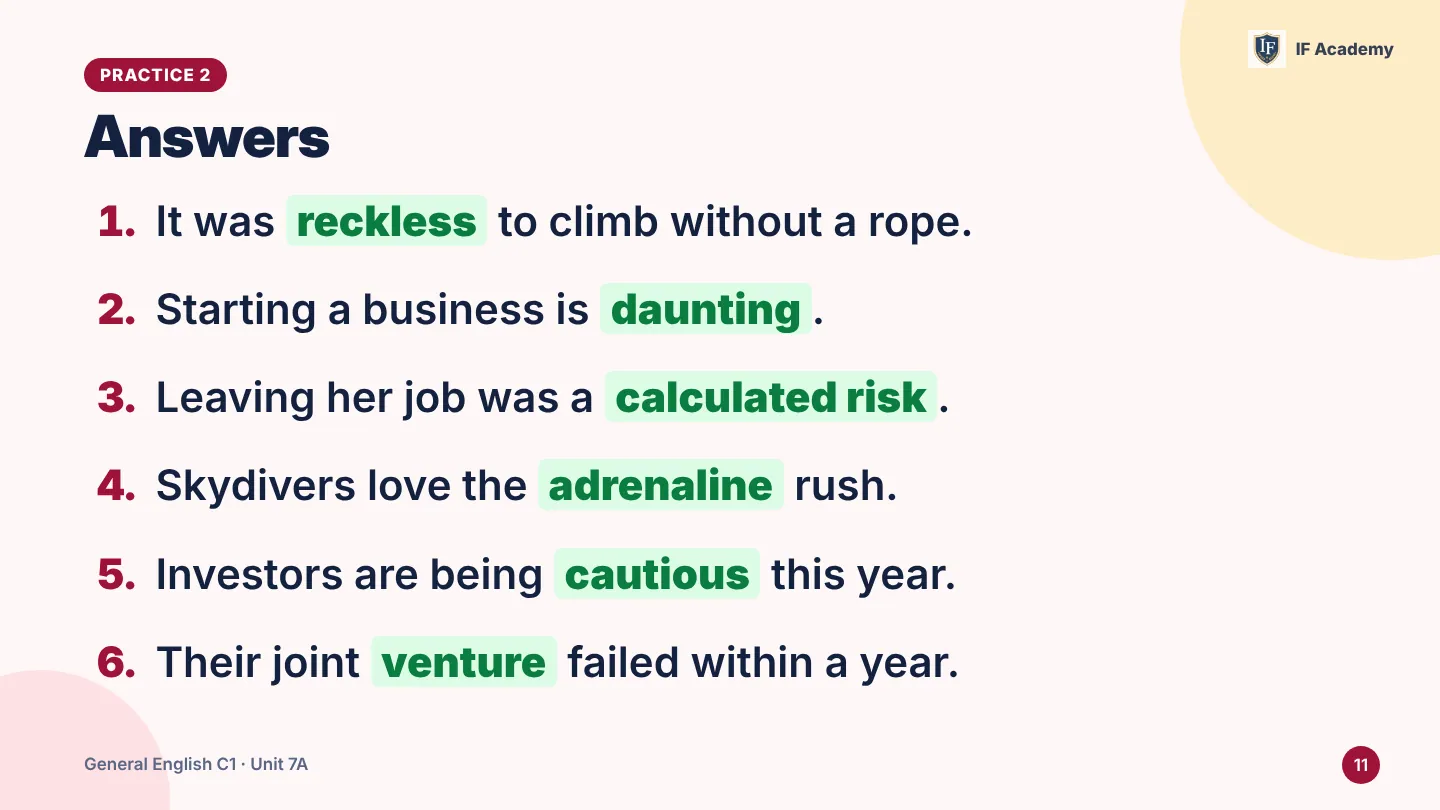 IF
IF Academy
PRACTICE 2
Answers
1. It was reckless to climb without a rope.
2. Starting a business is daunting .
3. Leaving her job was a calculated risk .
4. Skydivers love the adrenaline rush.
5. Investors are being cautious this year.
6. Their joint venture failed within a year.
General English C1 · Unit 7A
11